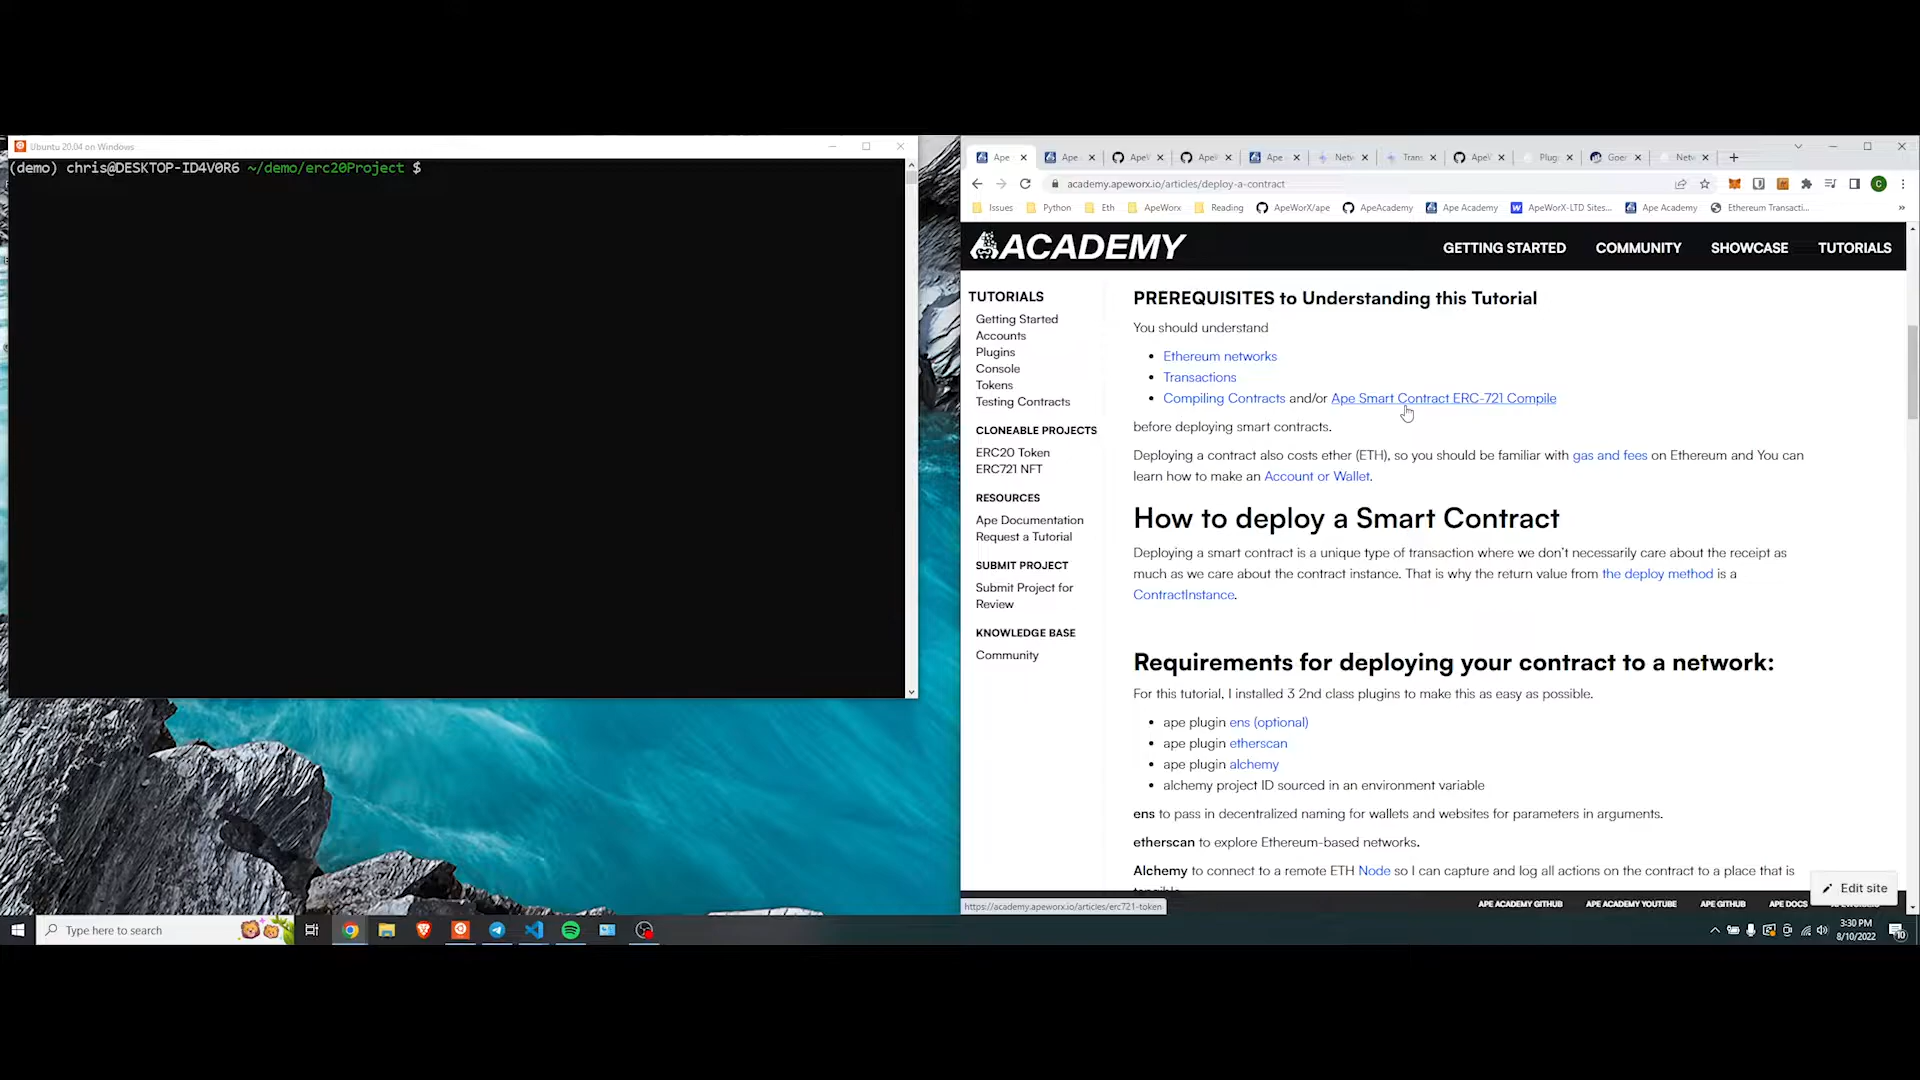 Ubuntu 20.04 on Windows
(demo) chris@DESKTOP-ID4V0R6 ~/demo/erc20Project $
Ape
Ape
ApeV
Ape
Ape
Netw
Trans
ApeV
Plug
Goer
Netw
academy.apeworx.io/articles/deploy-a-contract
C
Issues
Python
Eth
ApeWorx
Reading
ApeWorX/ape
ApeAcademy
Ape Academy
ApeWorX-LTD Sites...
Ape Academy
Ethereum Transacti...
»
ACADEMY
GETTING STARTED
COMMUNITY
SHOWCASE
TUTORIALS
TUTORIALS
Getting Started
Accounts
Plugins
Console
Tokens
Testing Contracts
CLONEABLE PROJECTS
ERC20 Token
ERC721 NFT
RESOURCES
Ape Documentation
Request a Tutorial
SUBMIT PROJECT
Submit Project for
Review
KNOWLEDGE BASE
Community
PREREQUISITES to Understanding this Tutorial
You should understand
• Ethereum networks
• Transactions
• Compiling Contracts and/or Ape Smart Contract ERC-721 Compile
before deploying smart contracts.
Deploying a contract also costs ether (ETH), so you should be familiar with gas and fees on Ethereum and You can
learn how to make an Account or Wallet.
How to deploy a Smart Contract
Deploying a smart contract is a unique type of transaction where we don't necessarily care about the receipt as
much as we care about the contract instance. That is why the return value from the deploy method is a
ContractInstance.
Requirements for deploying your contract to a network:
For this tutorial, I installed 3 2nd class plugins to make this as easy as possible.
• ape plugin ens (optional)
• ape plugin etherscan
• ape plugin alchemy
• alchemy project ID sourced in an environment variable
ens to pass in decentralized naming for wallets and websites for parameters in arguments.
etherscan to explore Ethereum-based networks.
Alchemy to connect to a remote ETH Node so I can capture and log all actions on the contract to a place that is
Edit site
https://academy.apeworx.io/articles/erc721-token
APE ACADEMY GITHUB
APE ACADEMY YOUTUBE
APE GITHUB
APE DOCS
Type here to search
3:30 PM
8/10/2022
10